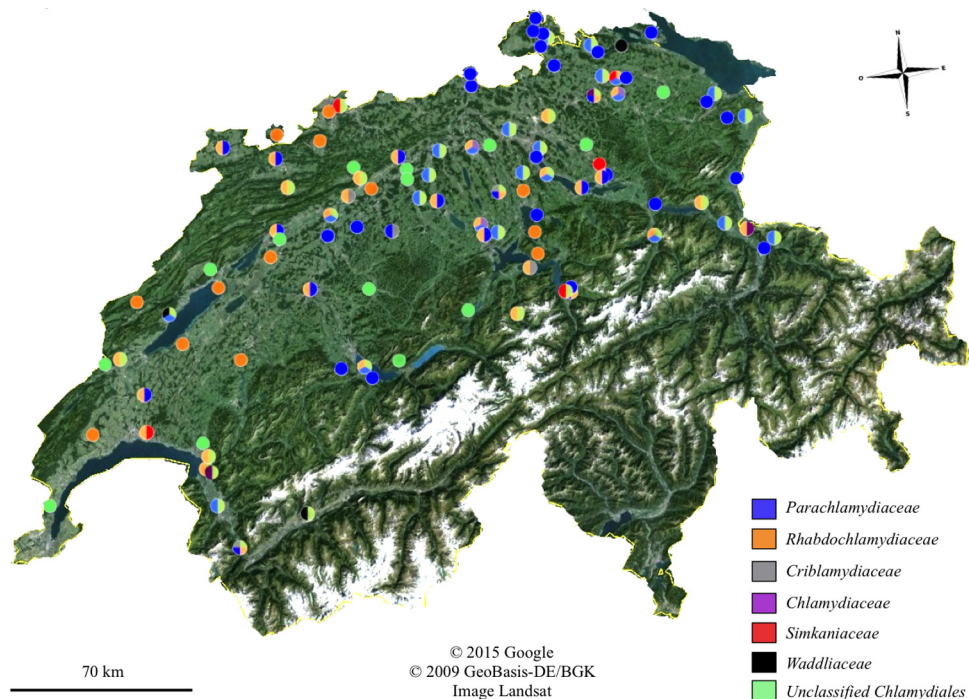 N
O
E
S
Parachlamydiaceae
Rhabdochlamydiaceae
Criblamydiaceae
Chlamydiaceae
Simkaniaceae
Waddliaceae
Unclassified Chlamydiales
70 km
© 2015 Google
© 2009 GeoBasis-DE/BGK
Image Landsat